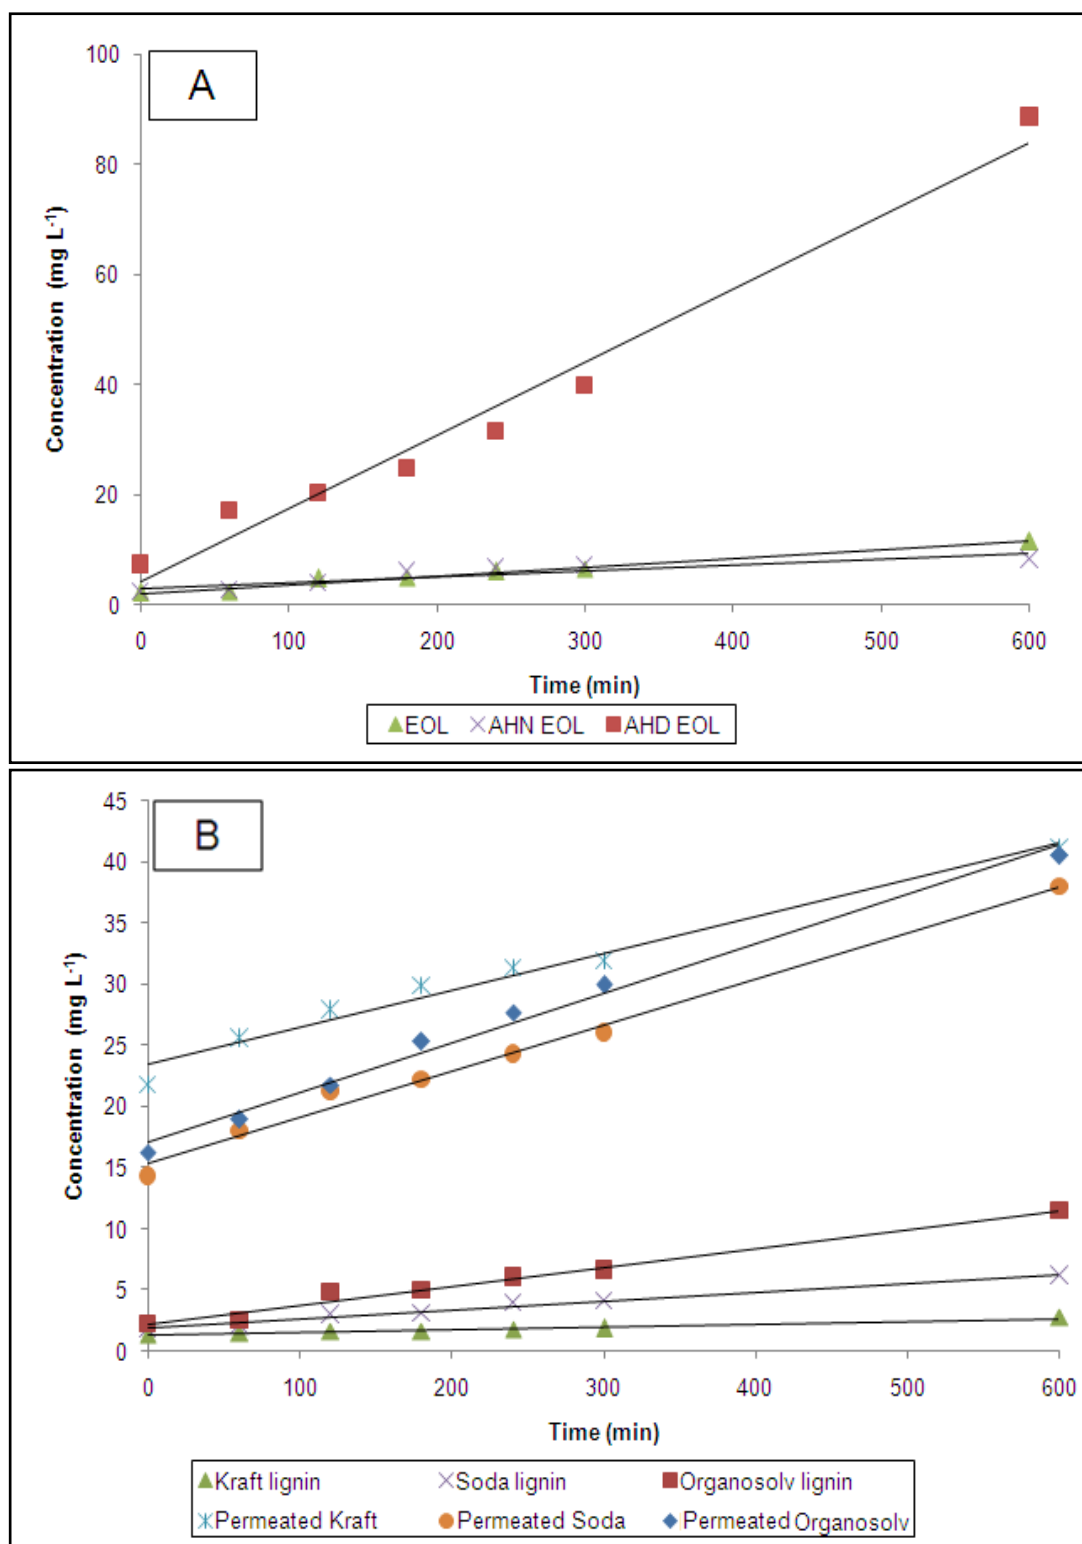 A
100
80
60
40
20
0
Concentration (mg L-1)
0 100 200 300 400 500 600
Time (min)
EOL AHN EOL AHD EOL
B
45
40
35
30
25
20
15
10
5
0
Concentration (mg L-1)
0 100 200 300 400 500 600
Time (min)
Kraft lignin Soda lignin Organosolv lignin
Permeated Kraft Permeated Soda Permeated Organosolv